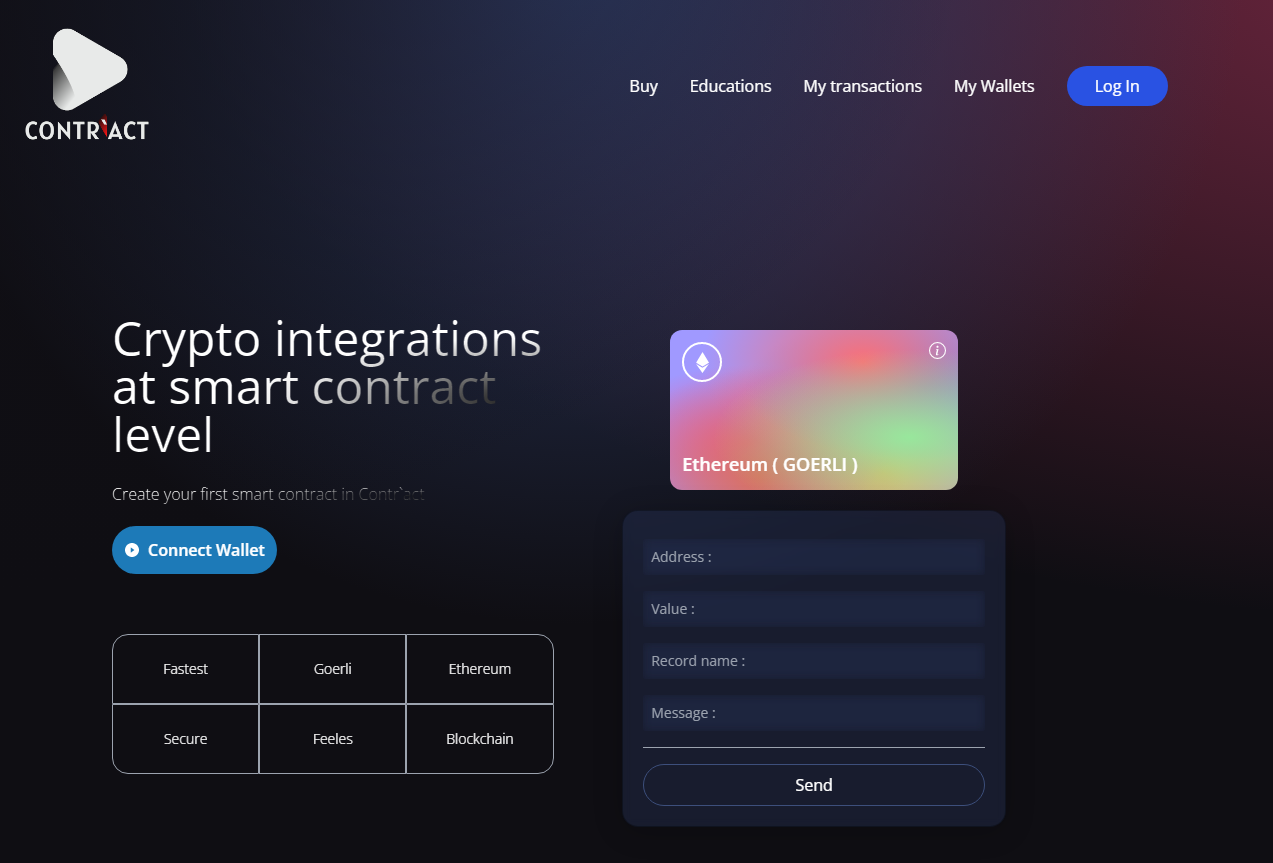 CONTR`ACT
Buy
Educations
My transactions
My Wallets
Log In
Crypto integrations
at smart contract
level
Create your first smart contract in Contr`act
Connect Wallet
Fastest
Goerli
Ethereum
Secure
Feeles
Blockchain
Ethereum ( GOERLI )
Address :
Value :
Record name :
Message :
Send